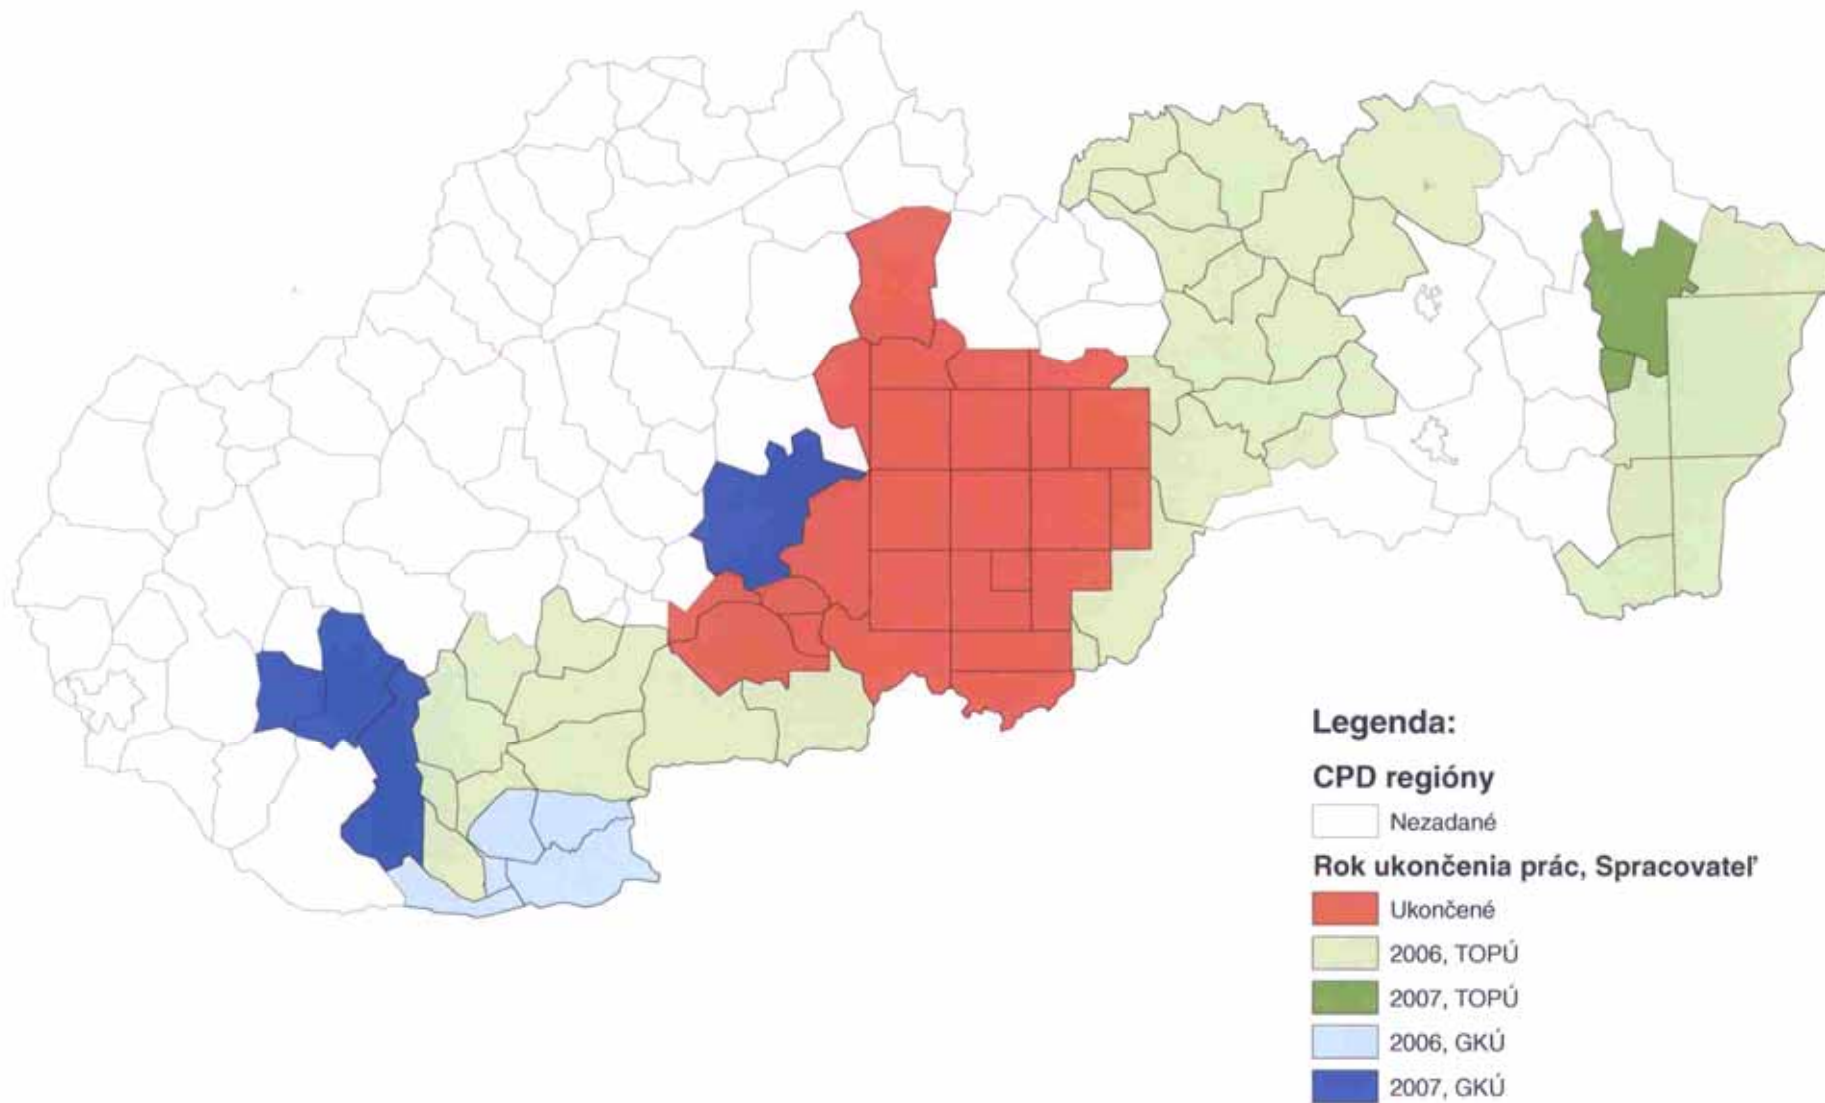 Legenda:
CPD regióny
Nezadané
Rok ukončenia prác, Spracovateľ
Ukončené
2006, TOPÚ
2007, TOPÚ
2006, GKÚ
2007, GKÚ